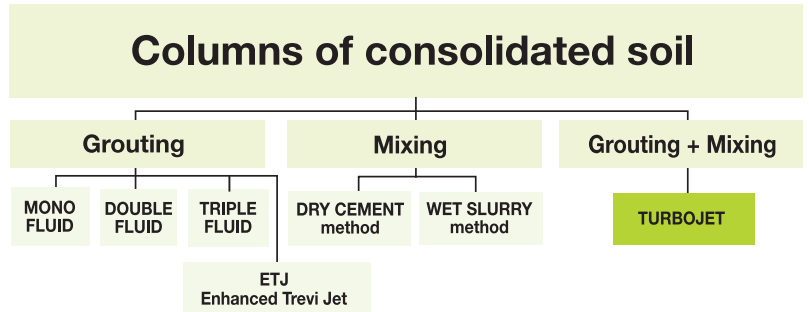 Columns of consolidated soil
Grouting
Mixing
Grouting + Mixing
MONO
FLUID
DOUBLE
FLUID
TRIPLE
FLUID
DRY CEMENT
method
WET SLURRY
method
TURBOJET
ETJ
Enhanced Trevi Jet